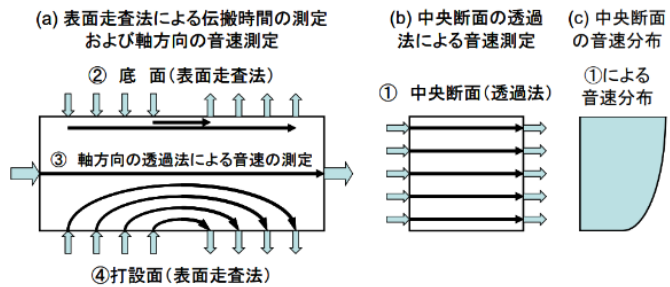 (a) 表面走査法による伝搬時間の測定
および軸方向の音速測定
② 底 面(表面走査法)
③ 軸方向の透過法による音速の測定
④打設面(表面走査法)
(b) 中央断面の透過
法による音速測定
① 中央断面(透過法)
(c) 中央断面
の音速分布
①による
音速分布